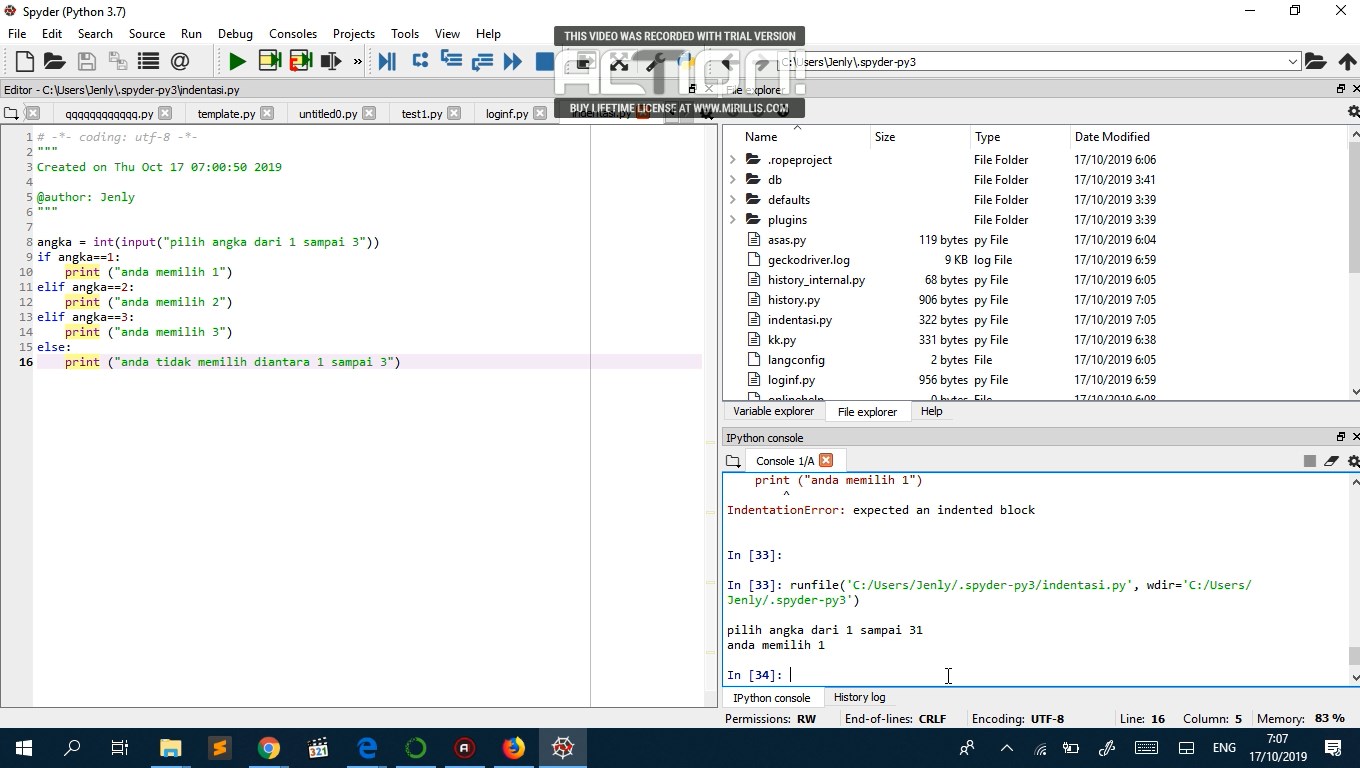 Spyder (Python 3.7)
File Edit Search Source Run Debug Consoles Projects Tools View Help
THIS VIDEO WAS RECORDED WITH TRIAL VERSION
ACTION!
BUY LIFETIME LICENSE AT WWW.MIRILLIS.COM
C:\Users\Jenly\.spyder-py3
Editor - C:\Users\Jenly\.spyder-py3\indentasi.py
File explorer
qqqqqqqqqqqq.py template.py untitled0.py test1.py loginf.py indentasi.py
1 # -*- coding: utf-8 -*-
2 """
3 Created on Thu Oct 17 07:00:50 2019
4
5 @author: Jenly
6 """
7
8 angka = int(input("pilih angka dari 1 sampai 3"))
9 if angka==1:
10 print ("anda memilih 1")
11 elif angka==2:
12 print ("anda memilih 2")
13 elif angka==3:
14 print ("anda memilih 3")
15 else:
16 print ("anda tidak memilih diantara 1 sampai 3")
Name Size Type Date Modified
.ropeproject File Folder 17/10/2019 6:06
db File Folder 17/10/2019 3:41
defaults File Folder 17/10/2019 3:39
plugins File Folder 17/10/2019 3:39
asas.py 119 bytes py File 17/10/2019 6:04
geckodriver.log 9 KB log File 17/10/2019 6:59
history_internal.py 68 bytes py File 17/10/2019 6:05
history.py 906 bytes py File 17/10/2019 7:05
indentasi.py 322 bytes py File 17/10/2019 7:05
kk.py 331 bytes py File 17/10/2019 6:38
langconfig 2 bytes File 17/10/2019 6:05
loginf.py 956 bytes py File 17/10/2019 6:59
onlinehelp 0 bytes File 17/10/2019 6:08
Variable explorer File explorer Help
IPython console
Console 1/A
print ("anda memilih 1")
^
IndentationError: expected an indented block
In [33]:
In [33]: runfile('C:/Users/Jenly/.spyder-py3/indentasi.py', wdir='C:/Users/
Jenly/.spyder-py3')
pilih angka dari 1 sampai 31
anda memilih 1
In [34]:
IPython console History log
Permissions: RW End-of-lines: CRLF Encoding: UTF-8 Line: 16 Column: 5 Memory: 83 %
321
ENG
7:07
17/10/2019